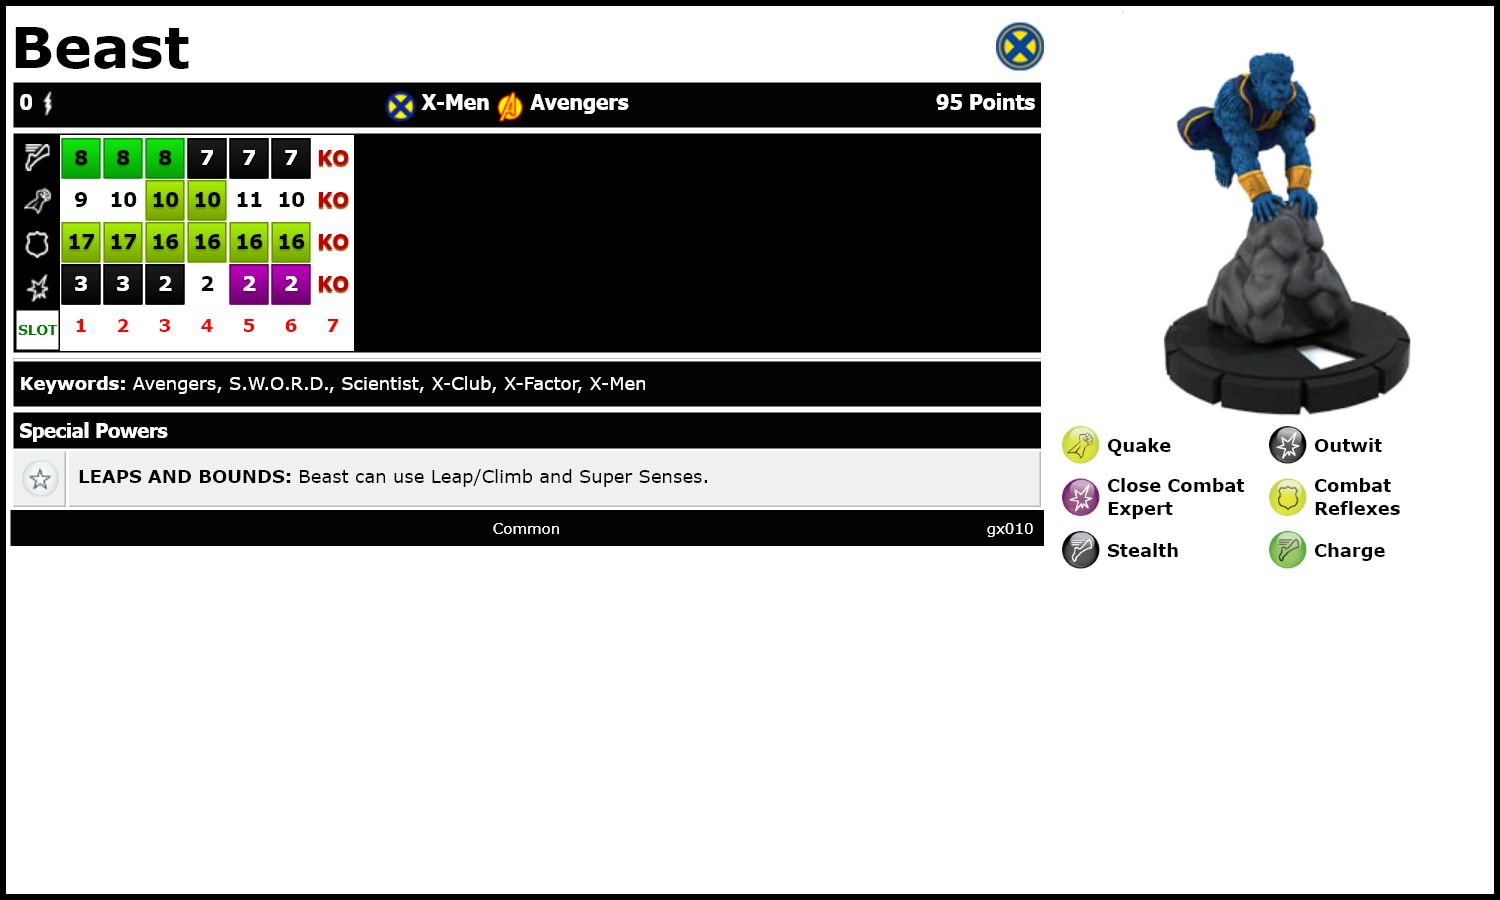 Beast
0 X-Men Avengers 95 Points
8 8 8 7 7 7 KO
9 10 10 10 11 10 KO
17 17 16 16 16 16 KO
3 3 2 2 2 2 KO
SLOT 1 2 3 4 5 6 7
Keywords: Avengers, S.W.O.R.D., Scientist, X-Club, X-Factor, X-Men
Special Powers
LEAPS AND BOUNDS: Beast can use Leap/Climb and Super Senses.
Common gx010
Quake Outwit
Close Combat Expert
Combat Reflexes
Stealth Charge